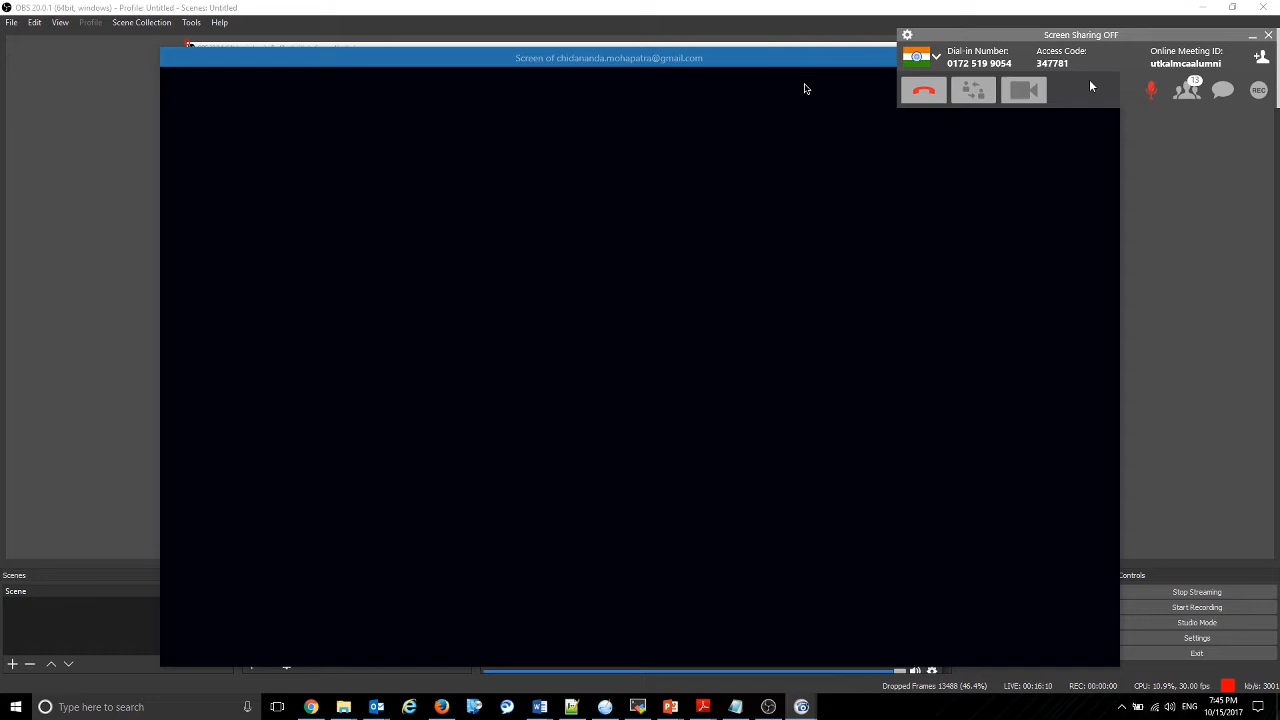 OBS 20.0.1 (64bit, windows) - Profile: Untitled - Scenes: Untitled
File Edit View Profile Scene Collection Tools Help
Screen Sharing OFF
Screen of chidananda.mohapatra@gmail.com
Dial-in Number: Access Code: Online Meeting ID:
0172 519 9054 347781 utkalmcaalumni
13
REC
Scenes Controls
Scene Stop Streaming
Start Recording
Studio Mode
Settings
Exit
Dropped Frames 13488 (46.4%) LIVE: 00:16:10 REC: 00:00:00 CPU: 10.9%, 30.00 fps kb/s: 3001
Type here to search
ENG 7:45 PM
10/15/2017